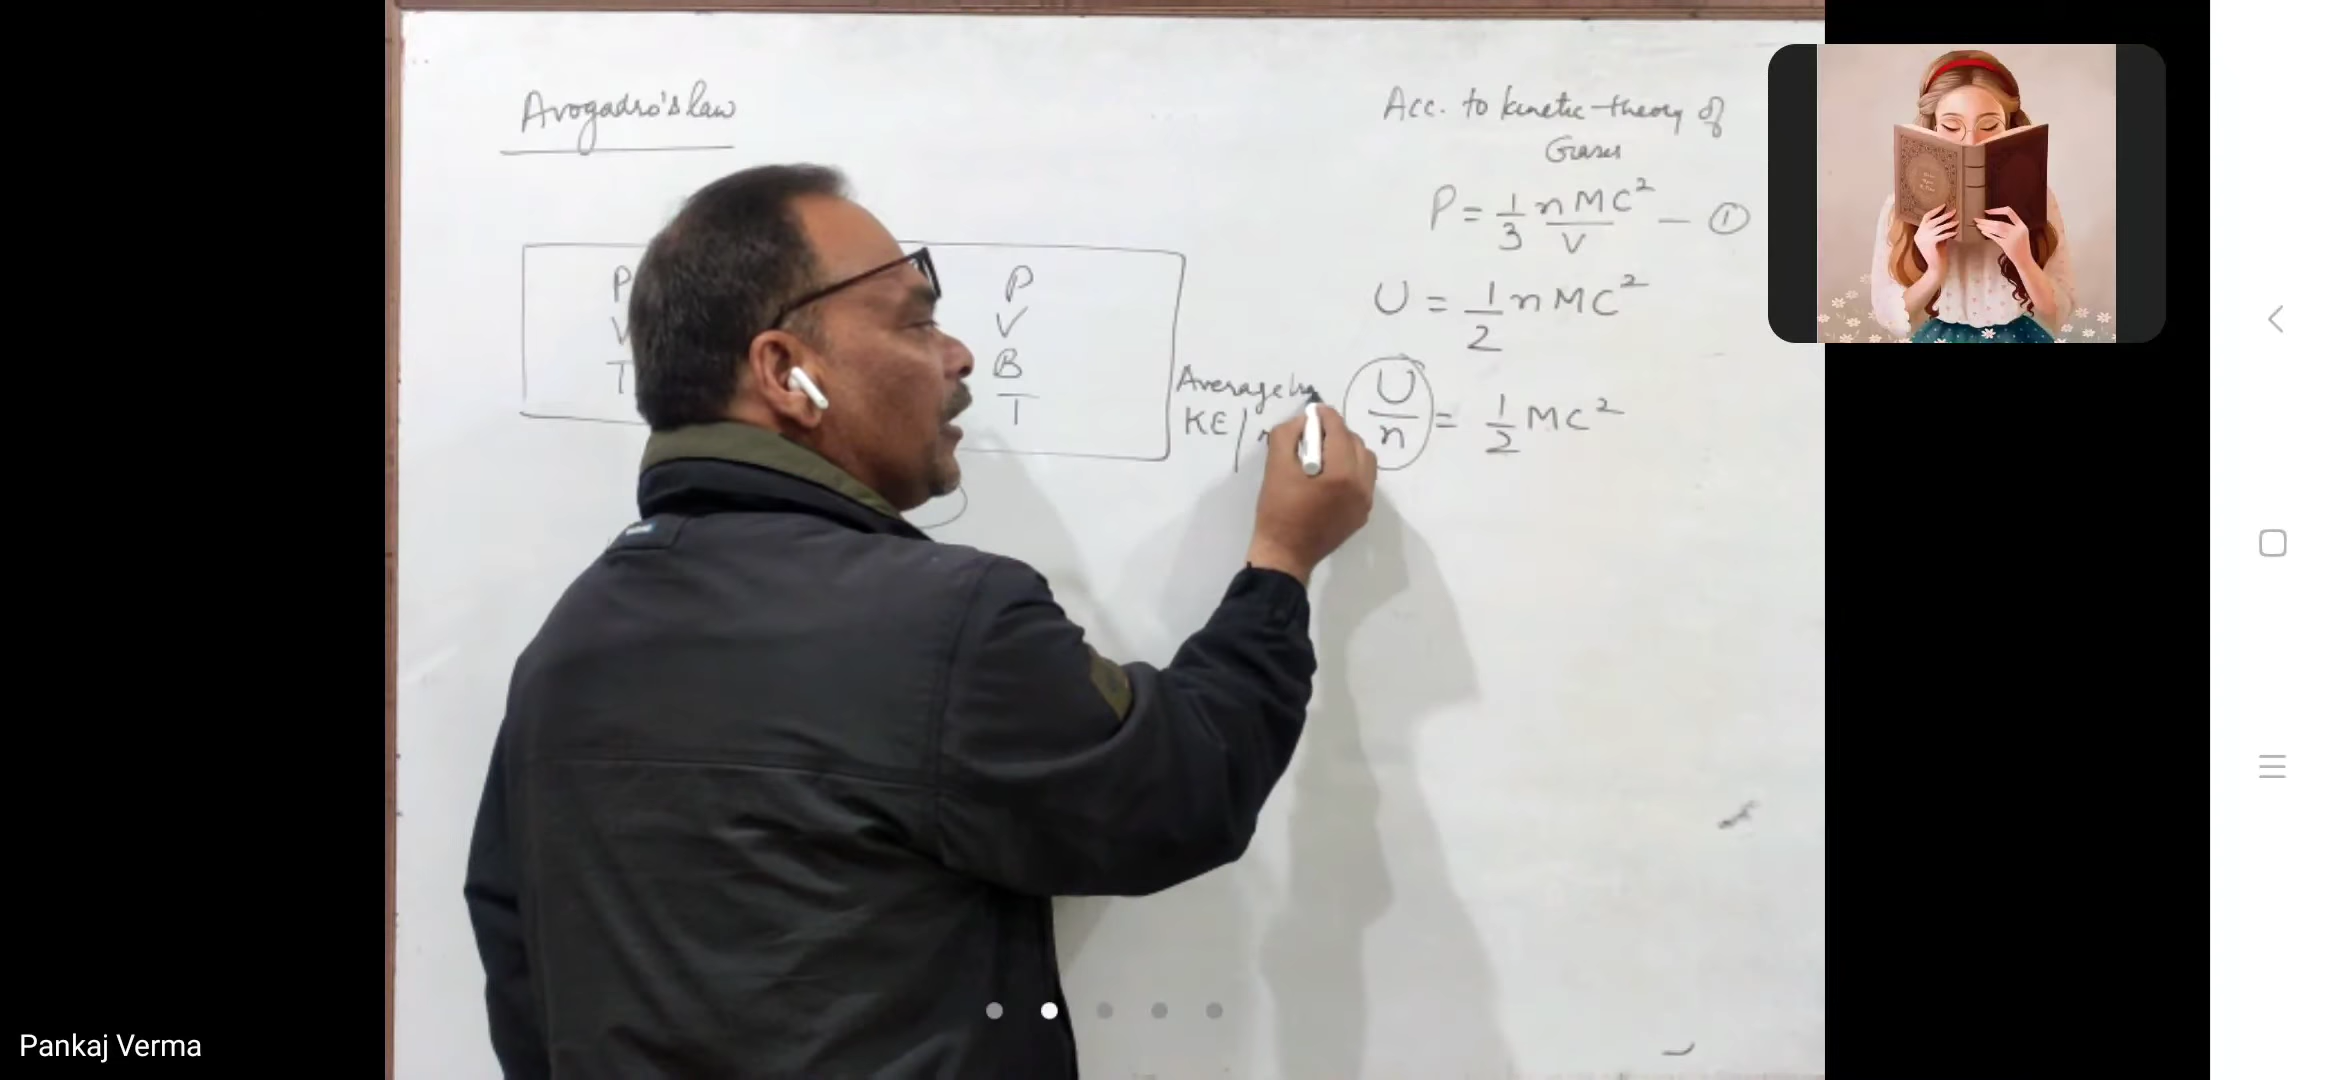 Avogadro's law
P
V
T
P
V
B
T
Acc. to kinetic theory of
Gases
P = 1/3 nMC²/V — ①
U = 1/2 nMC²
Average
KE /
U/n = 1/2 MC²
Pankaj Verma